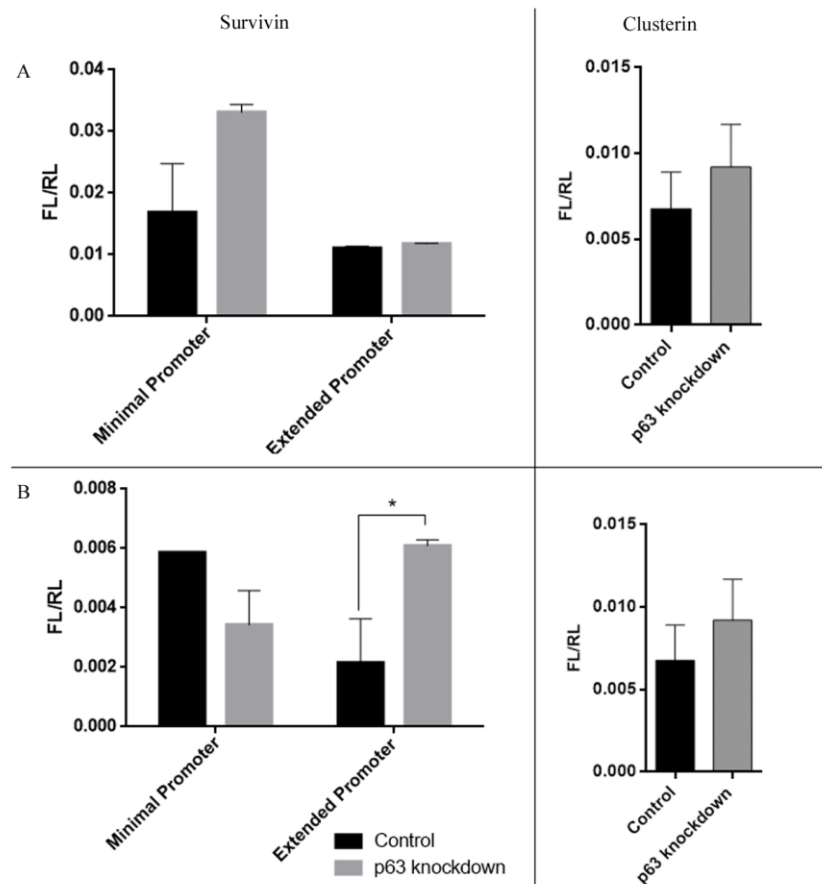 Survivin
Clusterin
A
0.04
0.03
0.02
0.01
0.00
FL/RL
Minimal Promoter
Extended Promoter
0.015
0.010
0.005
0.000
FL/RL
Control
p63 knockdown
B
0.008
0.006
0.004
0.002
0.000
FL/RL
*
Minimal Promoter
Extended Promoter
Control
p63 knockdown
0.015
0.010
0.005
0.000
FL/RL
Control
p63 knockdown